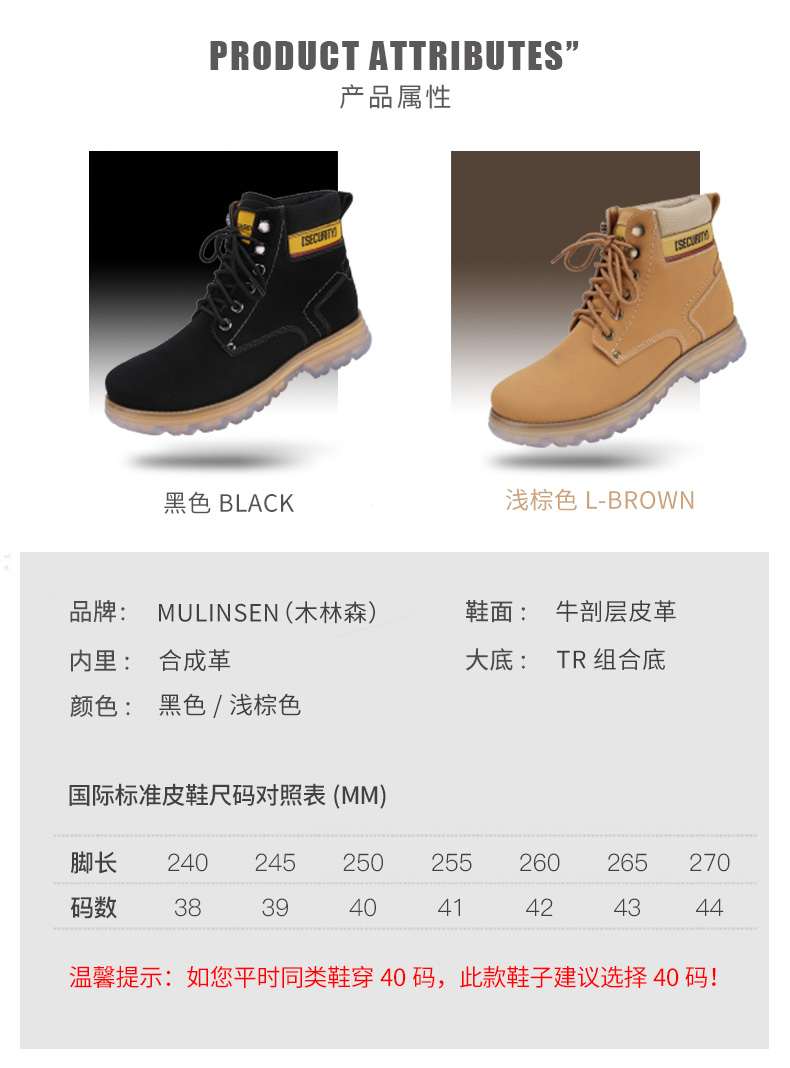 PRODUCT ATTRIBUTES”
产品属性
[SECURITY]
[SECURITY]
黑色 BLACK
浅棕色 L-BROWN
品牌： MULINSEN（木林森）
鞋面： 牛剖层皮革
内里： 合成革
大底： TR 组合底
颜色： 黑色 / 浅棕色
国际标准皮鞋尺码对照表 (MM)
脚长 240 245 250 255 260 265 270
码数 38 39 40 41 42 43 44
温馨提示：如您平时同类鞋穿 40 码，此款鞋子建议选择 40 码！